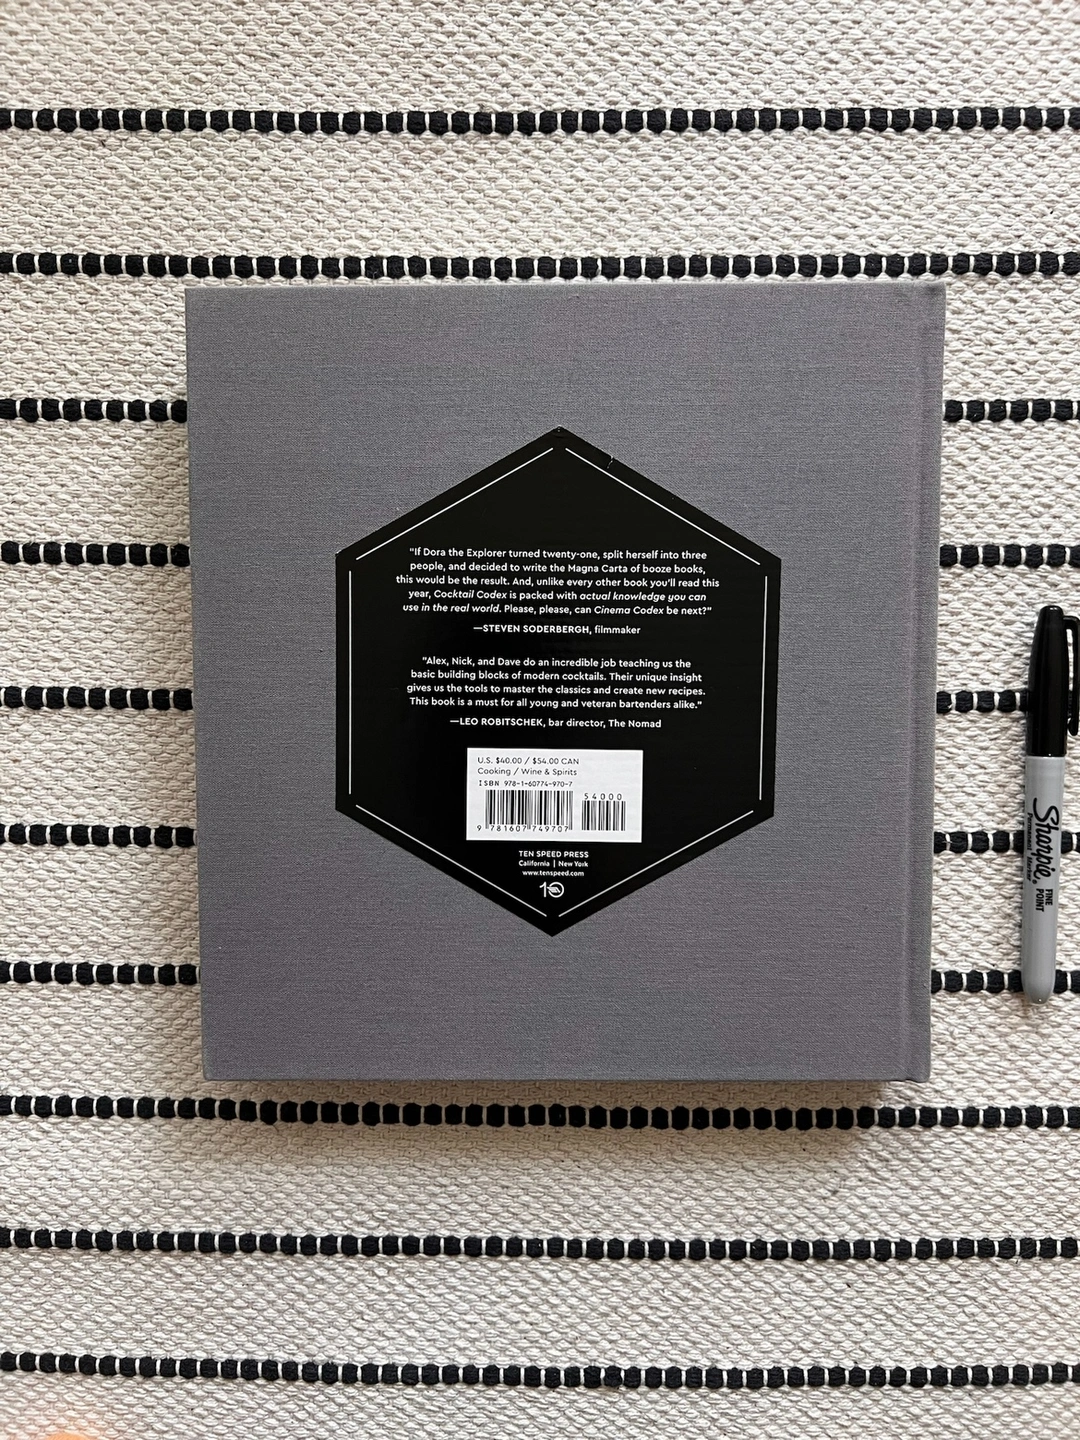 "If Dora the Explorer turned twenty-one, split herself into three
people, and decided to write the Magna Carta of booze books,
this would be the result. And, unlike every other book you'll read this
year, Cocktail Codex is packed with actual knowledge you can
use in the real world. Please, please, can Cinema Codex be next?"
—STEVEN SODERBERGH, filmmaker
"Alex, Nick, and Dave do an incredible job teaching us the
basic building blocks of modern cocktails. Their unique insight
gives us the tools to master the classics and create new recipes.
This book is a must for all young and veteran bartenders alike."
—LEO ROBITSCHEK, bar director, The Nomad
U.S. $40.00 / $54.00 CAN
Cooking / Wine & Spirits
ISBN 978-1-60774-970-7
54000
9 781607 749707
TEN SPEED PRESS
California | New York
www.tenspeed.com
10
Sharpie®
Permanent Marker
FINE
POINT